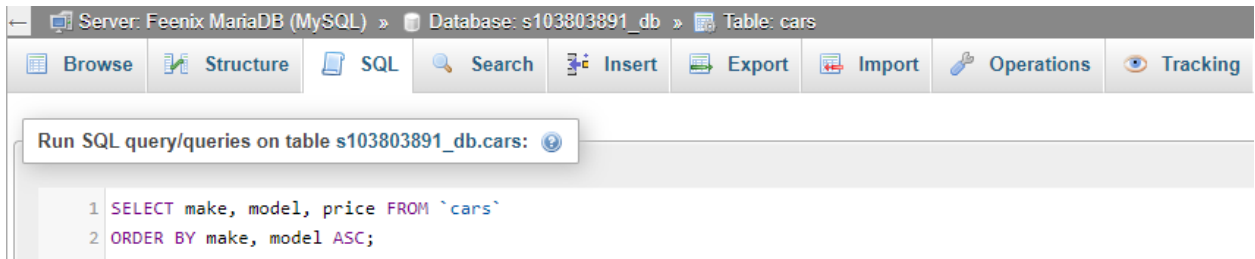 ← Server: Feenix MariaDB (MySQL) » Database: s103803891_db » Table: cars
Browse Structure SQL Search Insert Export Import Operations Tracking
Run SQL query/queries on table s103803891_db.cars:
1 SELECT make, model, price FROM `cars`
2 ORDER BY make, model ASC;